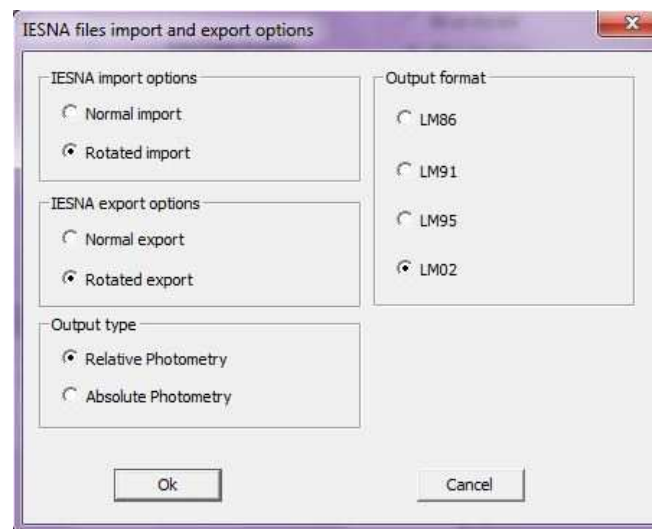 IESNA files import and export options
IESNA import options
Normal import
Rotated import
IESNA export options
Normal export
Rotated export
Output type
Relative Photometry
Absolute Photometry
Output format
LM86
LM91
LM95
LM02
Ok
Cancel